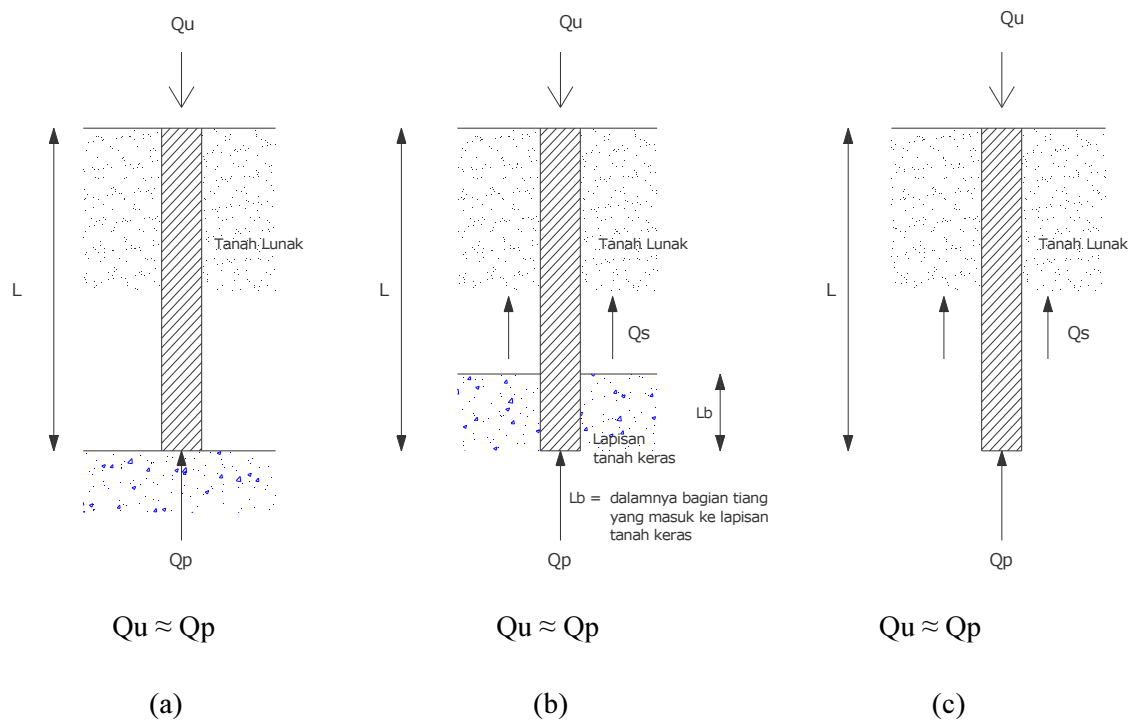 Qu
Qu
Qu
Tanah Lunak
Tanah Lunak
Tanah Lunak
L
L
L
Qs
Qs
Lb
Lapisan
tanah keras
Lb = dalamnya bagian tiang
yang masuk ke lapisan
tanah keras
Qp
Qp
Qp
Qu ≈ Qp
Qu ≈ Qp
Qu ≈ Qp
(a)
(b)
(c)